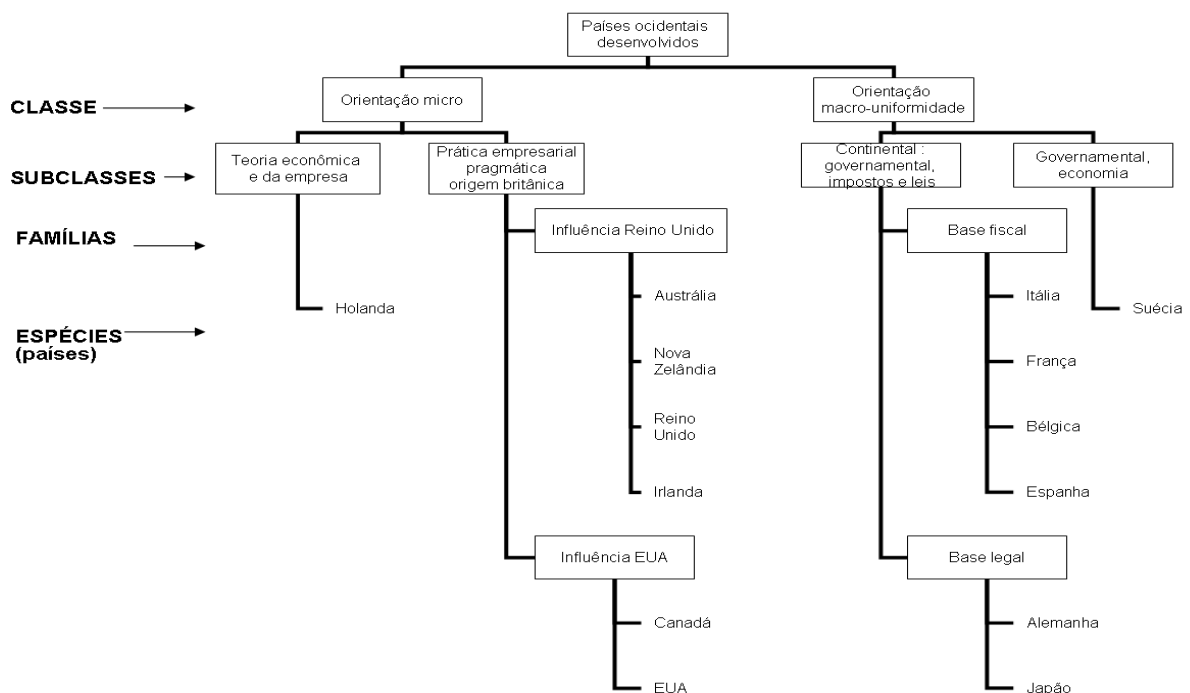 Países ocidentais
desenvolvidos
CLASSE
Orientação micro
Orientação
macro-uniformidade
SUBCLASSES
Teoria econômica
e da empresa
Prática empresarial
pragmática
origem britânica
Continental :
governamental,
impostos e leis
Governamental,
economia
FAMÍLIAS
Influência Reino Unido
Base fiscal
ESPÉCIES
(países)
Holanda
Austrália
Itália
Suécia
Nova
Zelândia
França
Reino
Unido
Bélgica
Irlanda
Espanha
Influência EUA
Base legal
Canadá
Alemanha
EUA
Japão